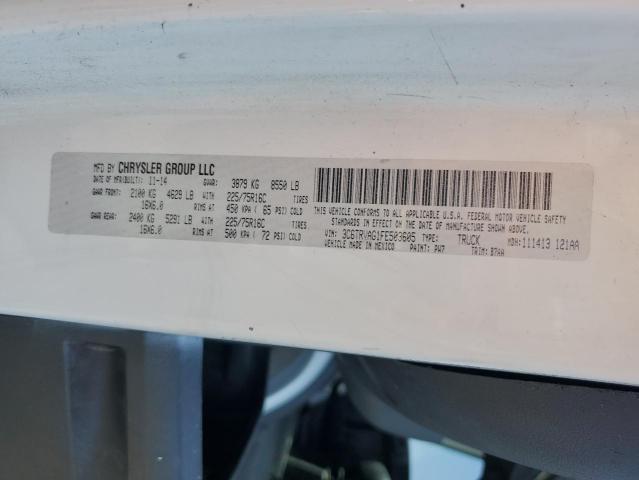 MFD BY CHRYSLER GROUP LLC
DATE OF MFR(BUILT): 11-14 GVWR: 3879 KG 8550 LB
GAWR FRONT: 2100 KG 4629 LB WITH 225/75R16C TIRES
16X6.0 RIMS AT 450 KPA ( 65 PSI) COLD
GAWR REAR: 2400 KG 5291 LB WITH 225/75R16C TIRES
16X6.0 RIMS AT 500 KPA ( 72 PSI) COLD
THIS VEHICLE CONFORMS TO ALL APPLICABLE U.S.A. FEDERAL MOTOR VEHICLE SAFETY
STANDARDS IN EFFECT ON THE DATE OF MANUFACTURE SHOWN ABOVE.
VIN: 3C6TRVAG1FE503605 TYPE: TRUCK MDH: 111413 121AA
VEHICLE MADE IN MEXICO PAINT: PW7 TRIM: B7AA